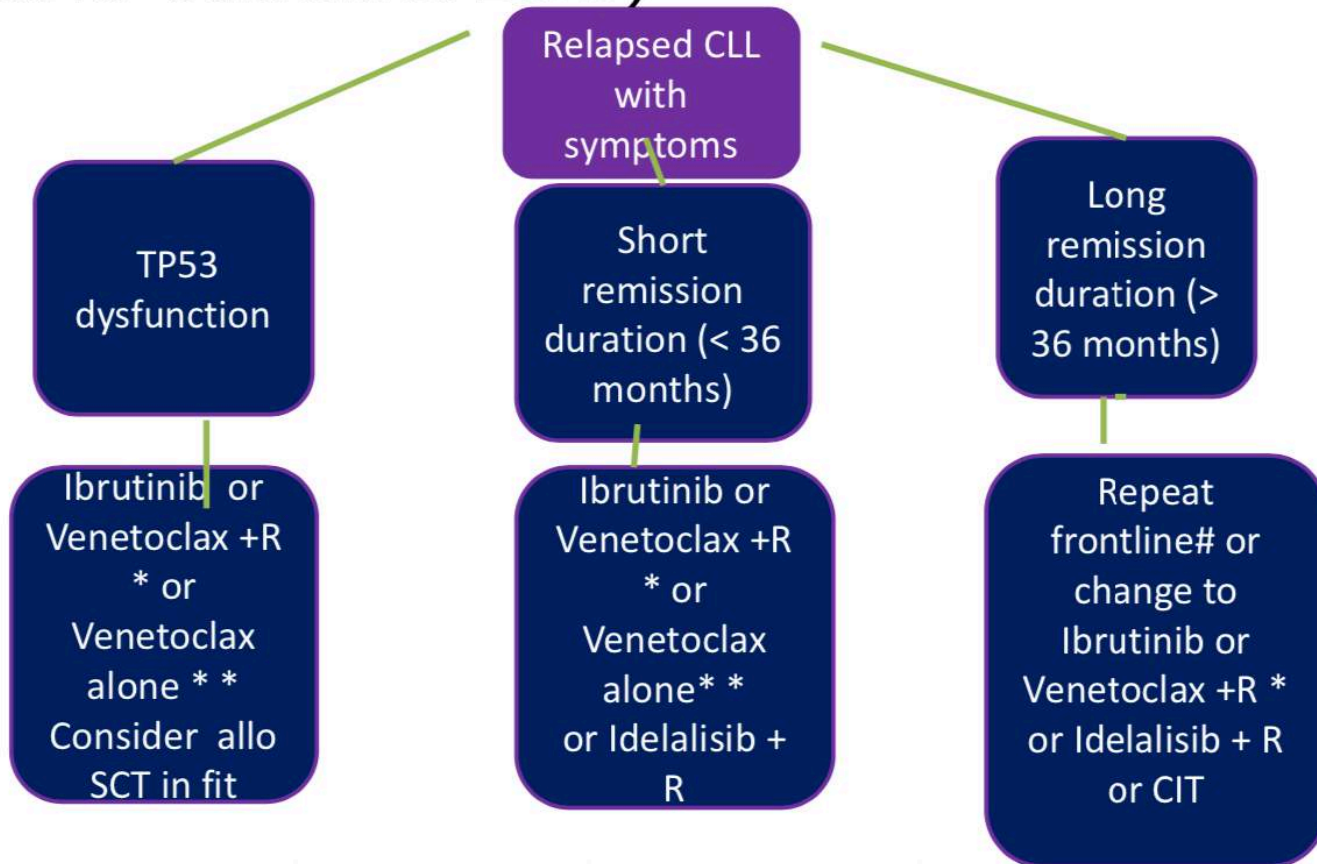 Relapsed CLL
with
symptoms
TP53
dysfunction
Short
remission
duration (< 36
months)
Long
remission
duration (>
36 months)
Ibrutinib or
Venetoclax +R
* or
Venetoclax
alone * *
Consider allo
SCT in fit
Ibrutinib or
Venetoclax +R
* or
Venetoclax
alone* *
or Idelalisib +
R
Repeat
frontline# or
change to
Ibrutinib or
Venetoclax +R *
or Idelalisib + R
or CIT